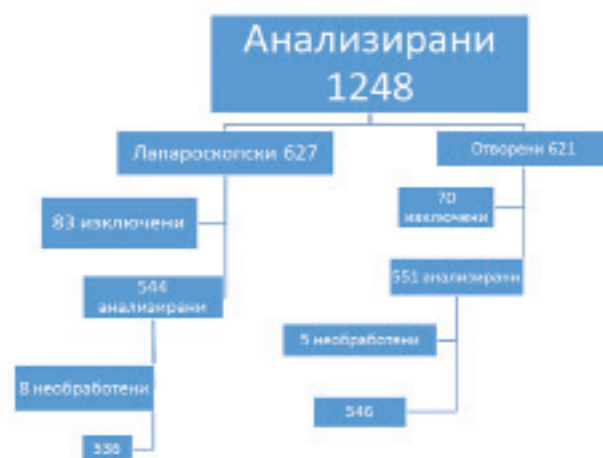 Анализирани
1248
Лапароскопски 627
Отворени 621
83 изключени
70
изключени
544
анализирани
551 анализирани
8 необработени
5 необработени
536
546